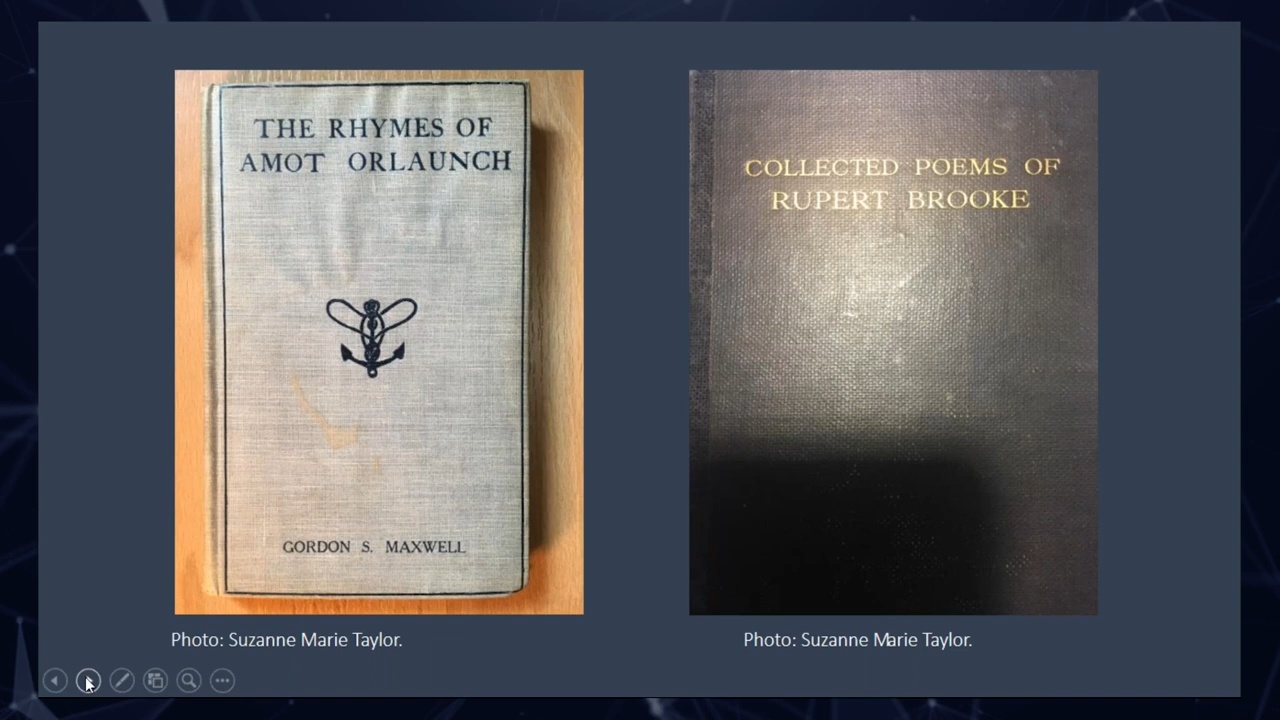 THE RHYMES OF
AMOT ORLAUNCH
GORDON S. MAXWELL
Photo: Suzanne Marie Taylor.
COLLECTED POEMS OF
RUPERT BROOKE
Photo: Suzanne Marie Taylor.